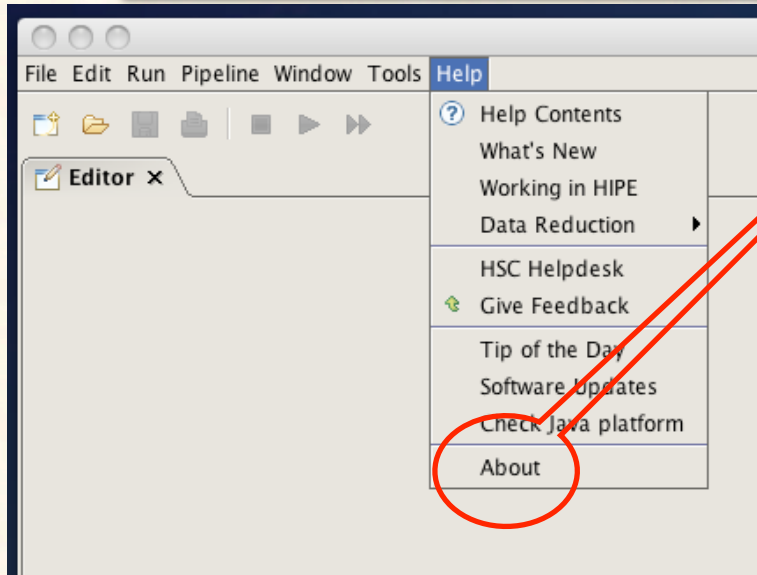 File Edit Run Pipeline Window Tools Help
Editor
Help Contents
What's New
Working in HIPE
Data Reduction
HSC Helpdesk
Give Feedback
Tip of the Day
Software Updates
Check Java platform
About